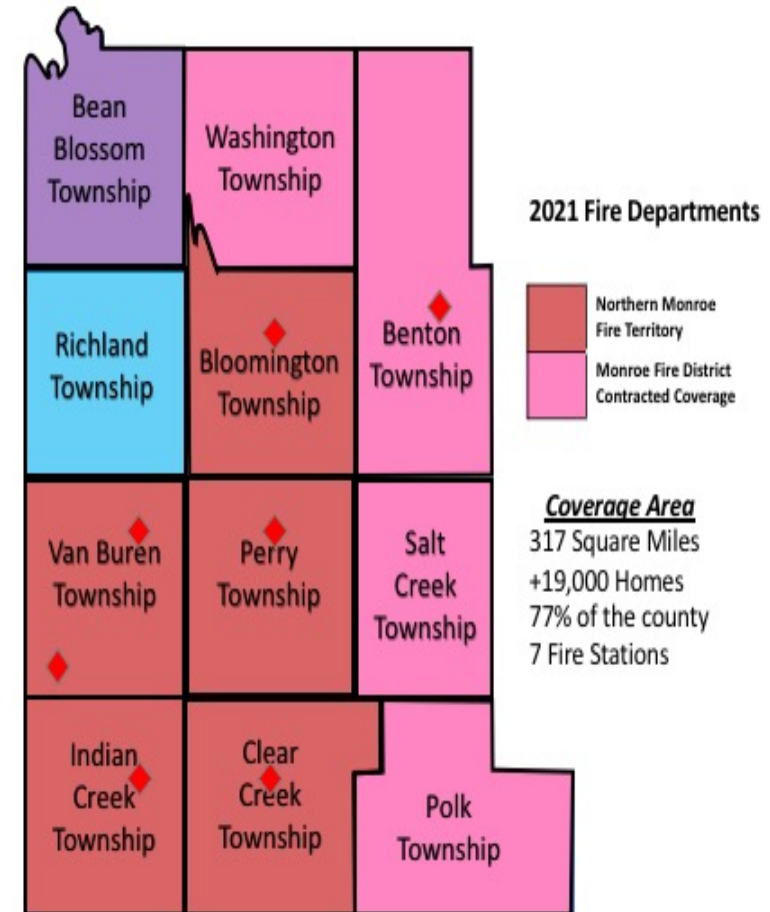 Bean
Blossom
Township
Washington
Township
Richland
Township
Bloomington
Township
Benton
Township
Van Buren
Township
Perry
Township
Salt
Creek
Township
Indian
Creek
Township
Clear
Creek
Township
Polk
Township
2021 Fire Departments
Northern Monroe
Fire Territory
Monroe Fire District
Contracted Coverage
Coverage Area
317 Square Miles
+19,000 Homes
77% of the county
7 Fire Stations